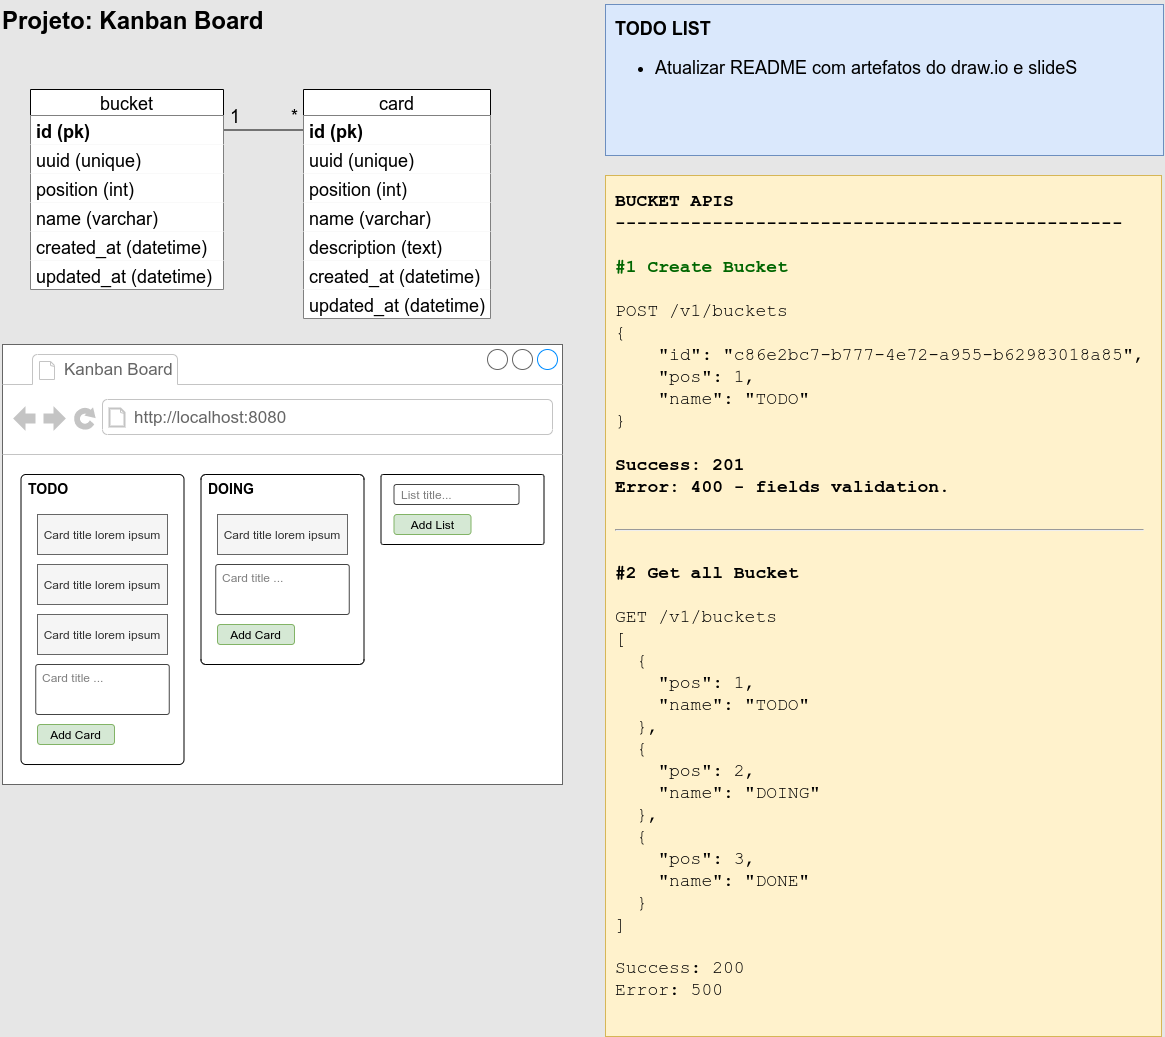 Projeto: Kanban Board
bucket
id (pk)
uuid (unique)
position (int)
name (varchar)
created_at (datetime)
updated_at (datetime)
1
*
card
id (pk)
uuid (unique)
position (int)
name (varchar)
description (text)
created_at (datetime)
updated_at (datetime)
Kanban Board
http://localhost:8080
TODO
Card title lorem ipsum
Card title lorem ipsum
Card title lorem ipsum
Card title ...
Add Card
DOING
Card title lorem ipsum
Card title ...
Add Card
List title...
Add List
TODO LIST
• Atualizar README com artefatos do draw.io e slideS
BUCKET APIS
-----------------------------------------------
#1 Create Bucket
POST /v1/buckets
{
    "id": "c86e2bc7-b777-4e72-a955-b62983018a85",
    "pos": 1,
    "name": "TODO"
}
Success: 201
Error: 400 - fields validation.
#2 Get all Bucket
GET /v1/buckets
[
  {
    "pos": 1,
    "name": "TODO"
  },
  {
    "pos": 2,
    "name": "DOING"
  },
  {
    "pos": 3,
    "name": "DONE"
  }
]
Success: 200
Error: 500